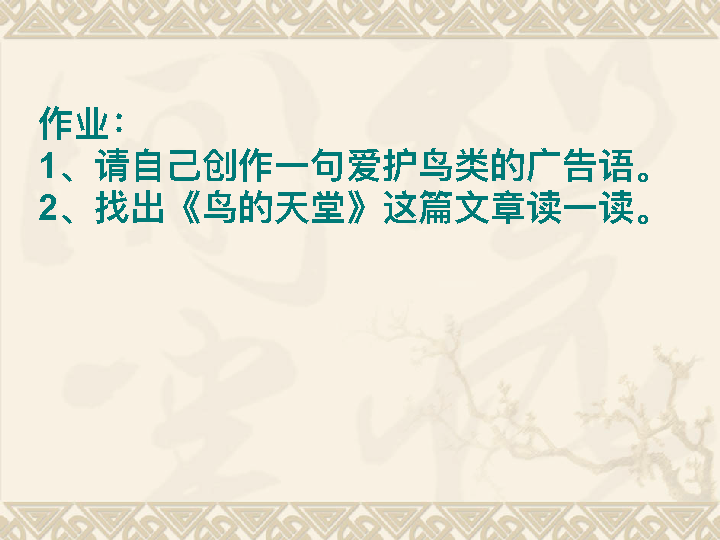 作业：
1、请自己创作一句爱护鸟类的广告语。
2、找出《鸟的天堂》这篇文章读一读。